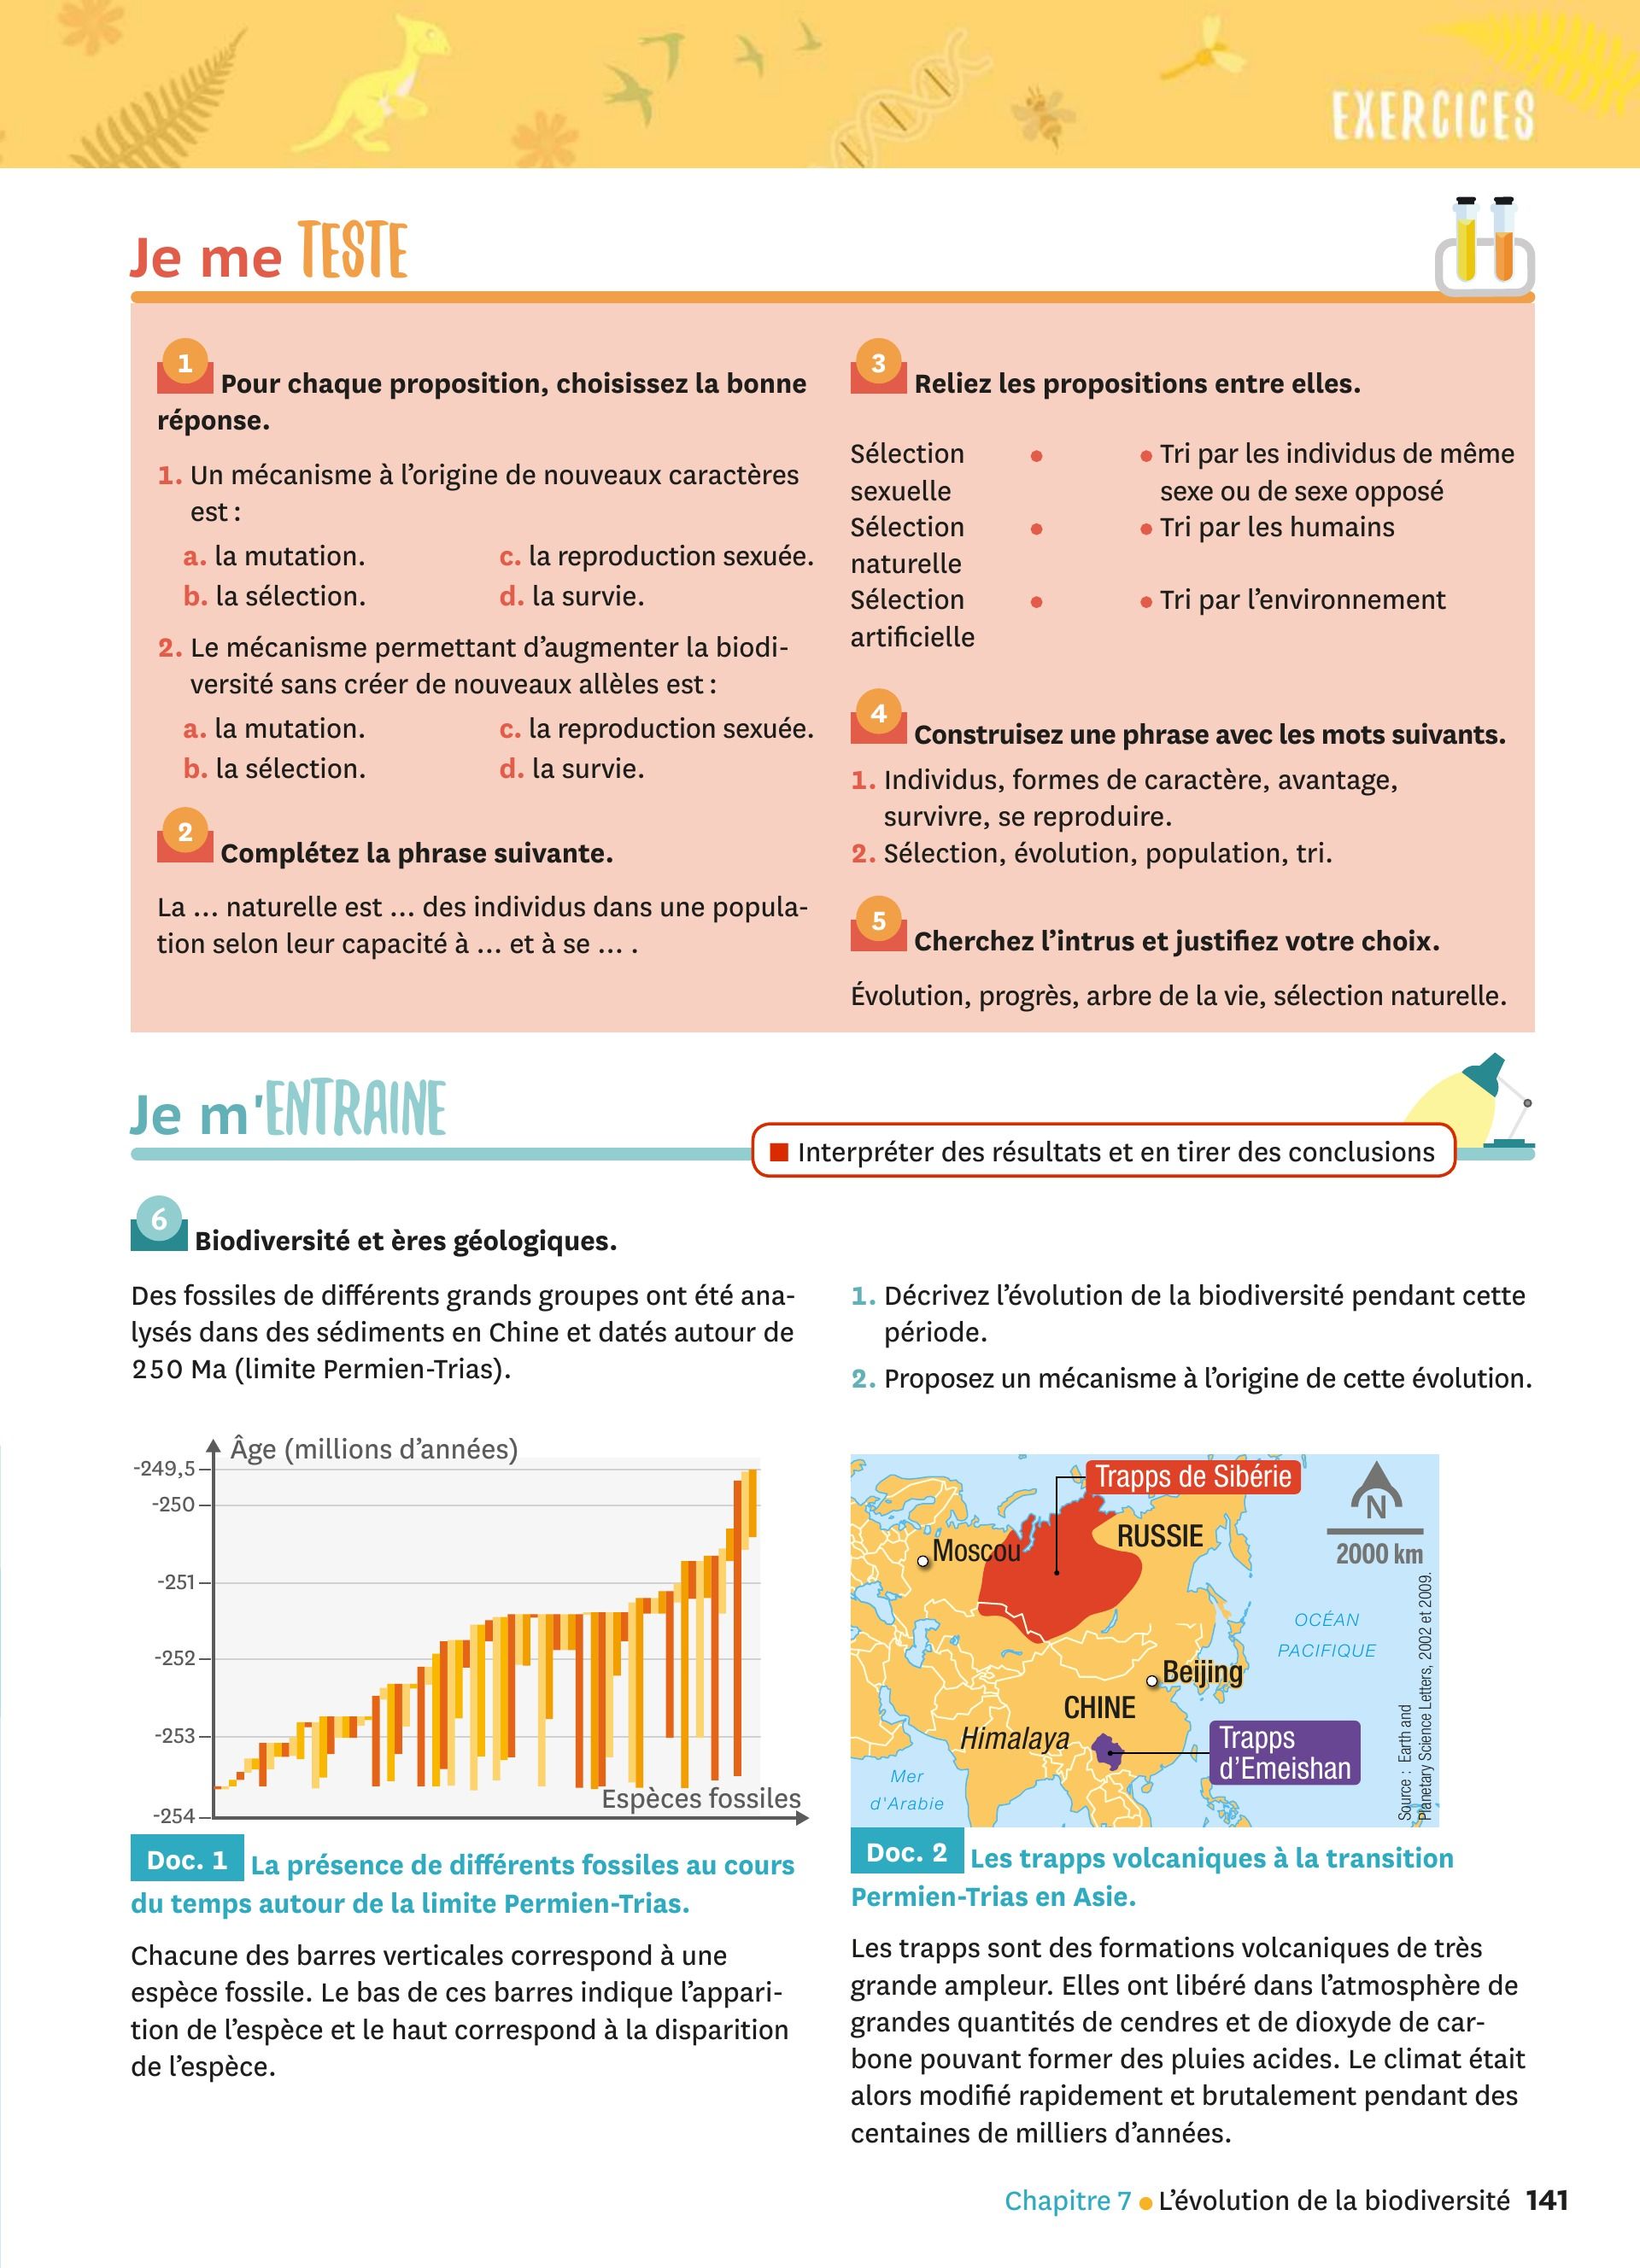 EXERCICES
Je me TESTE
1 Pour chaque proposition, choisissez la bonne
réponse.
1. Un mécanisme à l’origine de nouveaux caractères
est :
a. la mutation.
c. la reproduction sexuée.
b. la sélection.
d. la survie.
2. Le mécanisme permettant d’augmenter la biodi-
versité sans créer de nouveaux allèles est :
a. la mutation.
c. la reproduction sexuée.
b. la sélection.
d. la survie.
2 Complétez la phrase suivante.
La ... naturelle est ... des individus dans une popula-
tion selon leur capacité à ... et à se ... .
3 Reliez les propositions entre elles.
Sélection
sexuelle
• • Tri par les individus de même
sexe ou de sexe opposé
Sélection
naturelle
• • Tri par les humains
Sélection
artificielle
• • Tri par l’environnement
4 Construisez une phrase avec les mots suivants.
1. Individus, formes de caractère, avantage,
survivre, se reproduire.
2. Sélection, évolution, population, tri.
5 Cherchez l’intrus et justifiez votre choix.
Évolution, progrès, arbre de la vie, sélection naturelle.
Je m'ENTRAINE
Interpréter des résultats et en tirer des conclusions
6 Biodiversité et ères géologiques.
Des fossiles de différents grands groupes ont été ana-
lysés dans des sédiments en Chine et datés autour de
250 Ma (limite Permien-Trias).
1. Décrivez l’évolution de la biodiversité pendant cette
période.
2. Proposez un mécanisme à l’origine de cette évolution.
Âge (millions d’années)
-249,5
-250
-251
-252
-253
-254
Espèces fossiles
Doc. 1 La présence de différents fossiles au cours
du temps autour de la limite Permien-Trias.
Chacune des barres verticales correspond à une
espèce fossile. Le bas de ces barres indique l’appari-
tion de l’espèce et le haut correspond à la disparition
de l’espèce.
Trapps de Sibérie
N
2000 km
RUSSIE
Moscou
OCÉAN
PACIFIQUE
Beijing
CHINE
Himalaya
Trapps
d’Emeishan
Mer
d'Arabie
Source : Earth and
Planetary Science Letters, 2002 et 2009.
Doc. 2 Les trapps volcaniques à la transition
Permien-Trias en Asie.
Les trapps sont des formations volcaniques de très
grande ampleur. Elles ont libéré dans l’atmosphère de
grandes quantités de cendres et de dioxyde de car-
bone pouvant former des pluies acides. Le climat était
alors modifié rapidement et brutalement pendant des
centaines de milliers d’années.
Chapitre 7 • L’évolution de la biodiversité 141